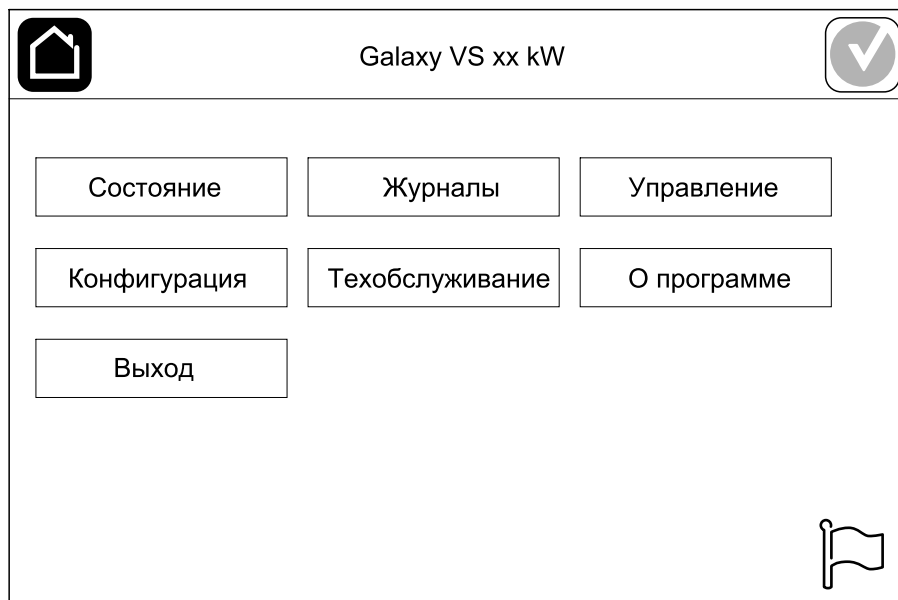 Galaxy VS xx kW
Состояние
Журналы
Управление
Конфигурация
Техобслуживание
О программе
Выход